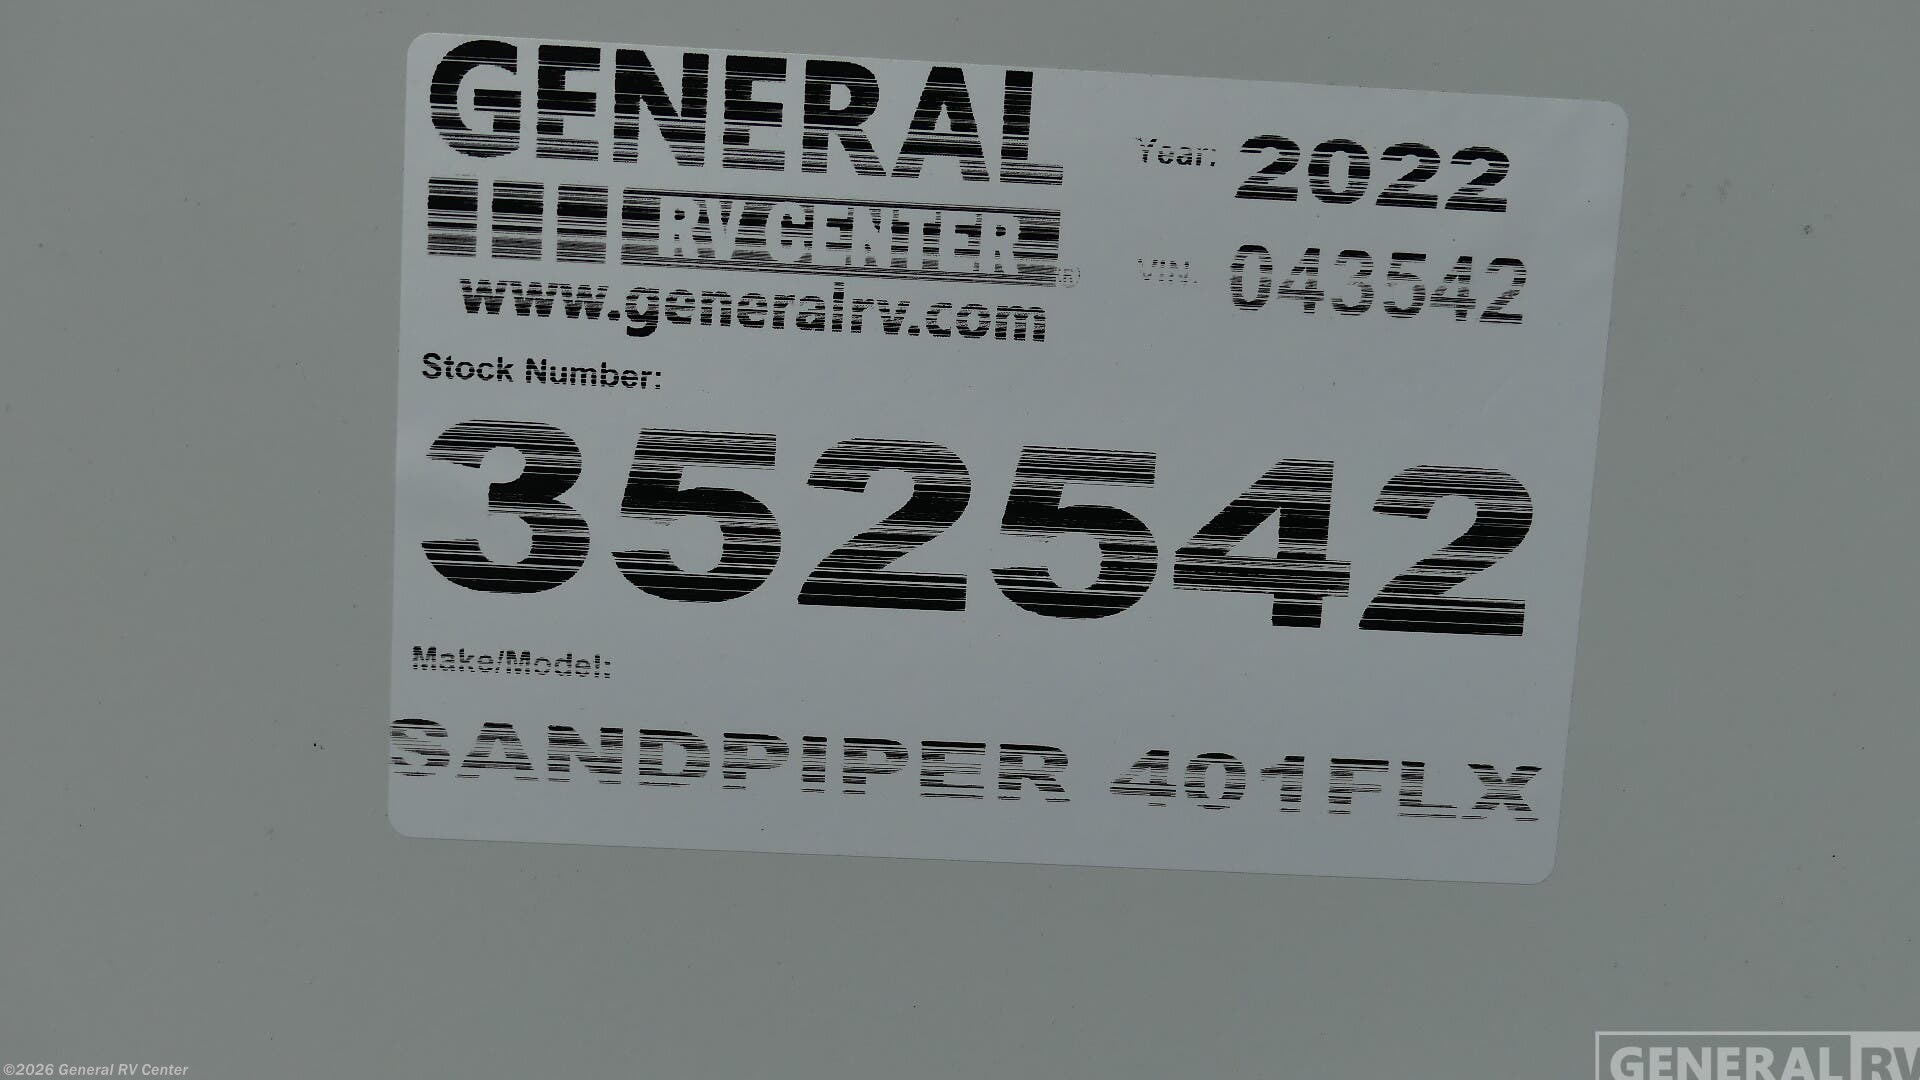 GENERAL
RV CENTER®
www.generalrv.com
Year: 2022
VIN: 043542
Stock Number:
352542
Make/Model:
SANDPIPER 401FLX
©2026 General RV Center
GENERAL RV